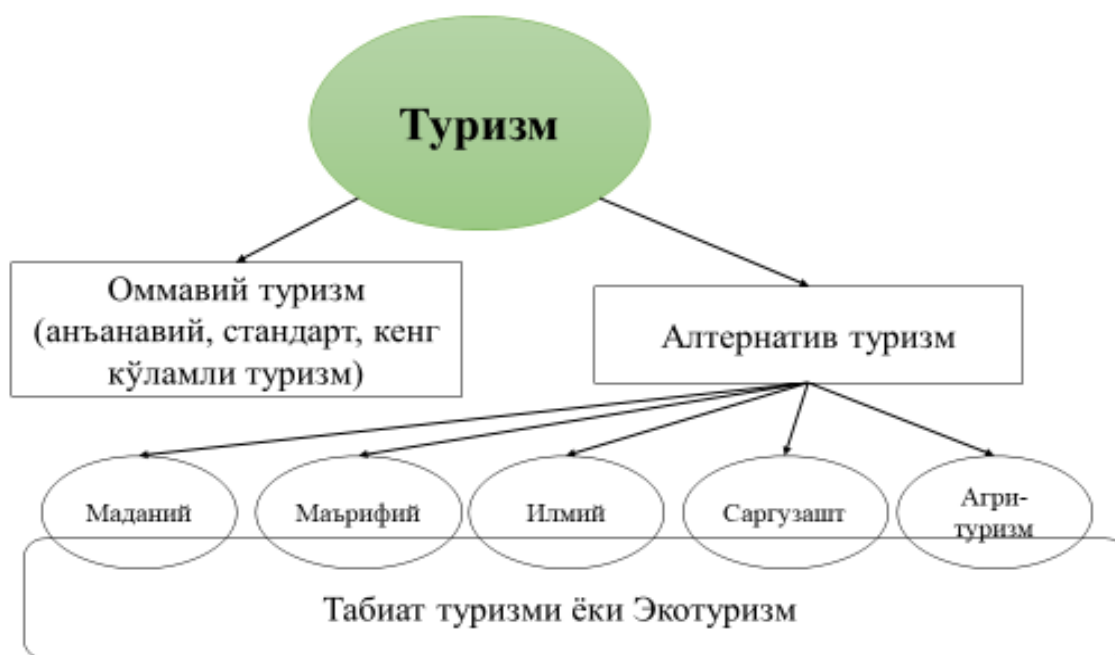 Туризм
Оммавий туризм
(анъанавий, стандарт, кенг
кўламли туризм)
Алтернатив туризм
Маданий
Маърифий
Илмий
Саргузашт
Агри-
туризм
Табиат туризми ёки Экотуризм